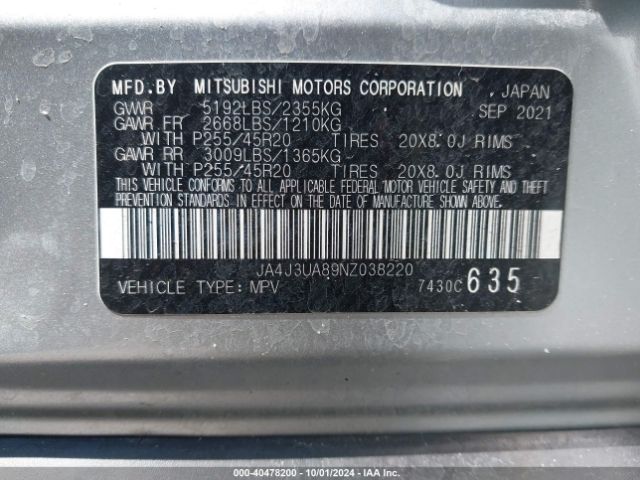 MFD.BY MITSUBISHI MOTORS CORPORATION JAPAN
GVWR 5192LBS/2355KG SEP 2021
GAWR FR 2668LBS/1210KG
WITH P255/45R20 TIRES 20X8.0J RIMS
GAWR RR 3009LBS/1365KG
WITH P255/45R20 TIRES 20X8.0J RIMS
THIS VEHICLE CONFORMS TO ALL APPLICABLE FEDERAL MOTOR VEHICLE SAFETY AND THEFT
PREVENTION STANDARDS IN EFFECT ON THE DATE OF MANUFACTURE SHOWN ABOVE.
JA4J3UA89NZ038220
VEHICLE TYPE:MPV 7430C 635
000-40478200 - 10/01/2024 - IAA Inc.